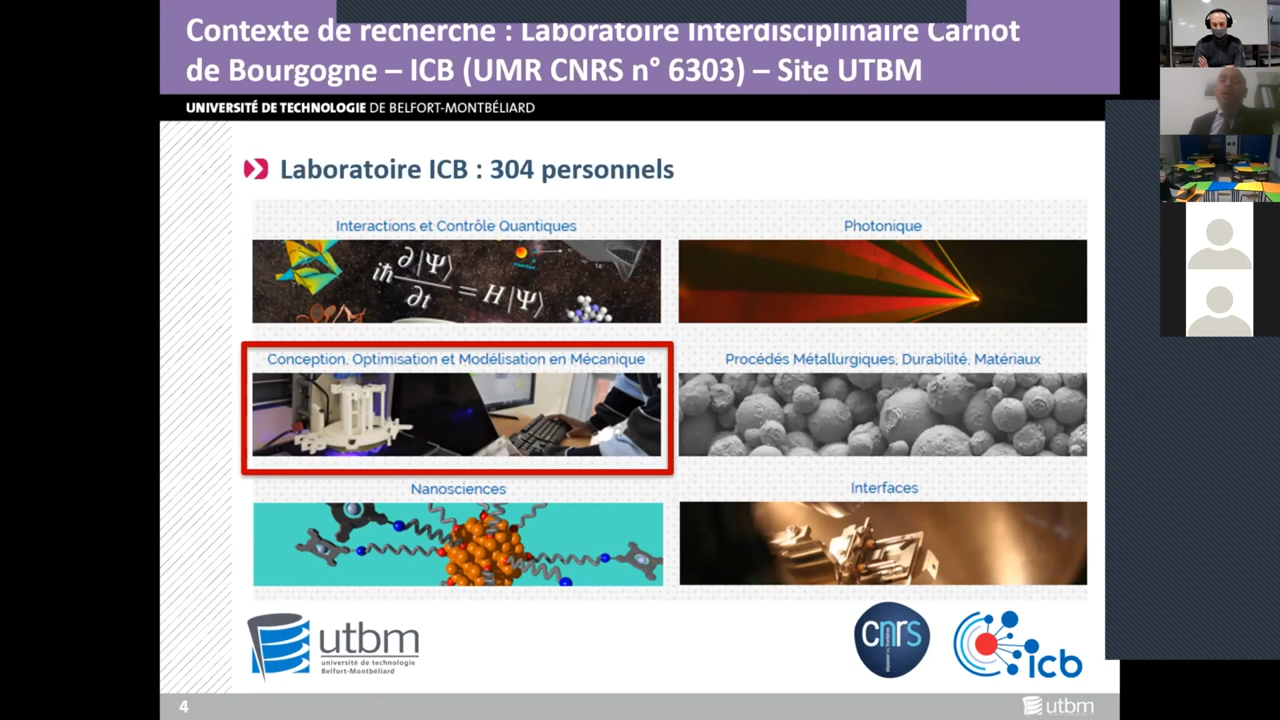 Contexte de recherche : Laboratoire Interdisciplinaire Carnot
de Bourgogne – ICB (UMR CNRS n° 6303) – Site UTBM
UNIVERSITÉ DE TECHNOLOGIE DE BELFORT-MONTBÉLIARD
Laboratoire ICB : 304 personnels
Interactions et Contrôle Quantiques
Photonique
iħ ∂|Ψ⟩/∂t = H|Ψ⟩
Conception, Optimisation et Modélisation en Mécanique
Procédés Métallurgiques, Durabilité, Matériaux
Nanosciences
Interfaces
utbm
université de technologie
Belfort-Montbéliard
cnrs
icb
4
utbm